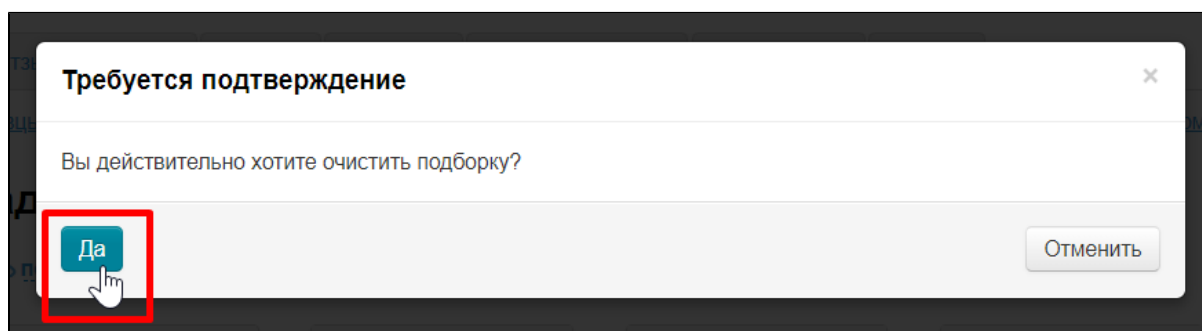 Требуется подтверждение
×
Вы действительно хотите очистить подборку?
Да
Отменить